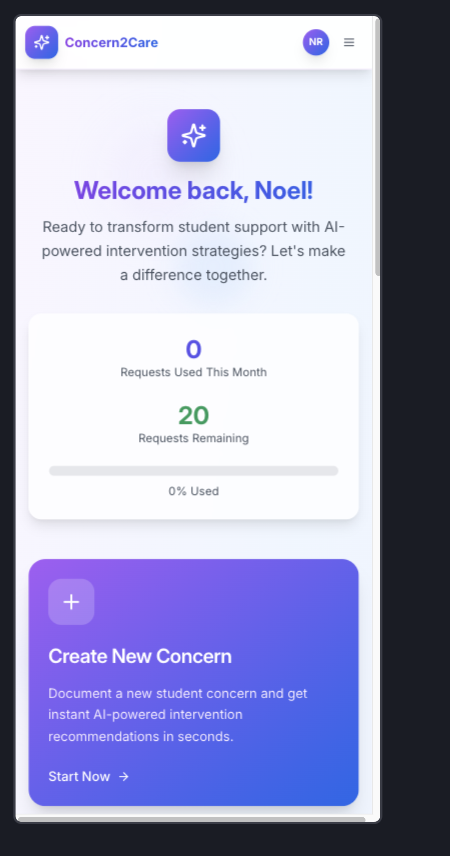 Concern2Care
NR
Welcome back, Noel!
Ready to transform student support with AI-
powered intervention strategies? Let's make
a difference together.
0
Requests Used This Month
20
Requests Remaining
0% Used
Create New Concern
Document a new student concern and get
instant AI-powered intervention
recommendations in seconds.
Start Now →